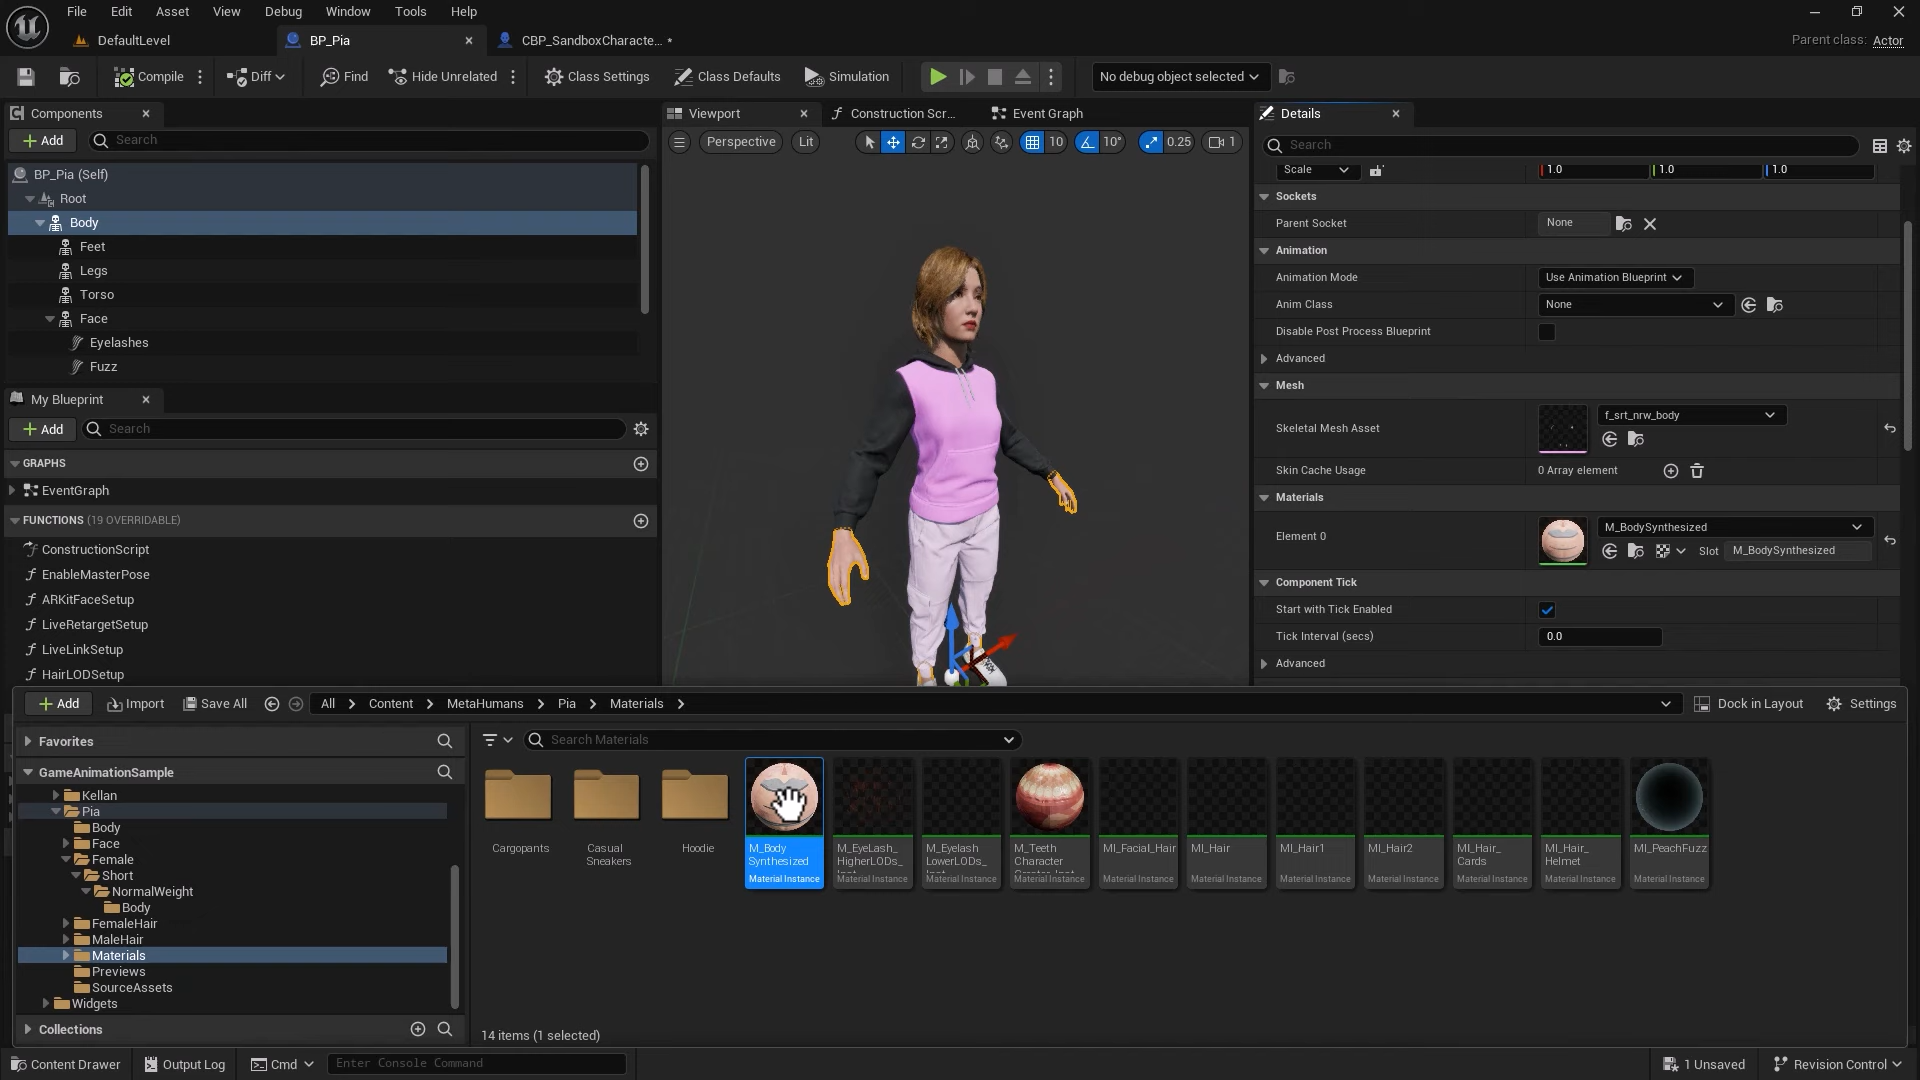 File Edit Asset View Debug Window Tools Help
DefaultLevel BP_Pia CBP_SandboxCharacte... * Parent class: Actor
Compile Diff Find Hide Unrelated Class Settings Class Defaults Simulation No debug object selected
Components
Add Search
BP_Pia (Self)
Root
Body
Feet
Legs
Torso
Face
Eyelashes
Fuzz
My Blueprint
Add Search
GRAPHS
EventGraph
FUNCTIONS (19 OVERRIDABLE)
ConstructionScript
EnableMasterPose
ARKitFaceSetup
LiveRetargetSetup
LiveLinkSetup
HairLODSetup
Viewport Construction Scr... Event Graph
Perspective Lit 10 10° 0.25 1
Details
Search
Scale 1.0 1.0 1.0
Sockets
Parent Socket None
Animation
Animation Mode Use Animation Blueprint
Anim Class None
Disable Post Process Blueprint
Advanced
Mesh
Skeletal Mesh Asset f_srt_nrw_body
Skin Cache Usage 0 Array element
Materials
Element 0 M_BodySynthesized
Slot M_BodySynthesized
Component Tick
Start with Tick Enabled
Tick Interval (secs) 0.0
Advanced
Add Import Save All All Content MetaHumans Pia Materials Dock in Layout Settings
Favorites
GameAnimationSample
Kellan
Pia
Body
Face
Female
Short
NormalWeight
Body
FemaleHair
MaleHair
Materials
Previews
SourceAssets
Widgets
Collections
Search Materials
Cargopants
Casual
Sneakers
Hoodie
M_Body
Synthesized
Material Instance
M_EyeLash_
HigherLODs_
Material Instance
M_Eyelash
LowerLODs_
Material Instance
M_Teeth
Character
Material Instance
MI_Facial_Hair
Material Instance
MI_Hair
Material Instance
MI_Hair1
Material Instance
MI_Hair2
Material Instance
MI_Hair_
Cards
Material Instance
MI_Hair_
Helmet
Material Instance
MI_PeachFuzz
Material Instance
14 items (1 selected)
Content Drawer Output Log Cmd Enter Console Command 1 Unsaved Revision Control